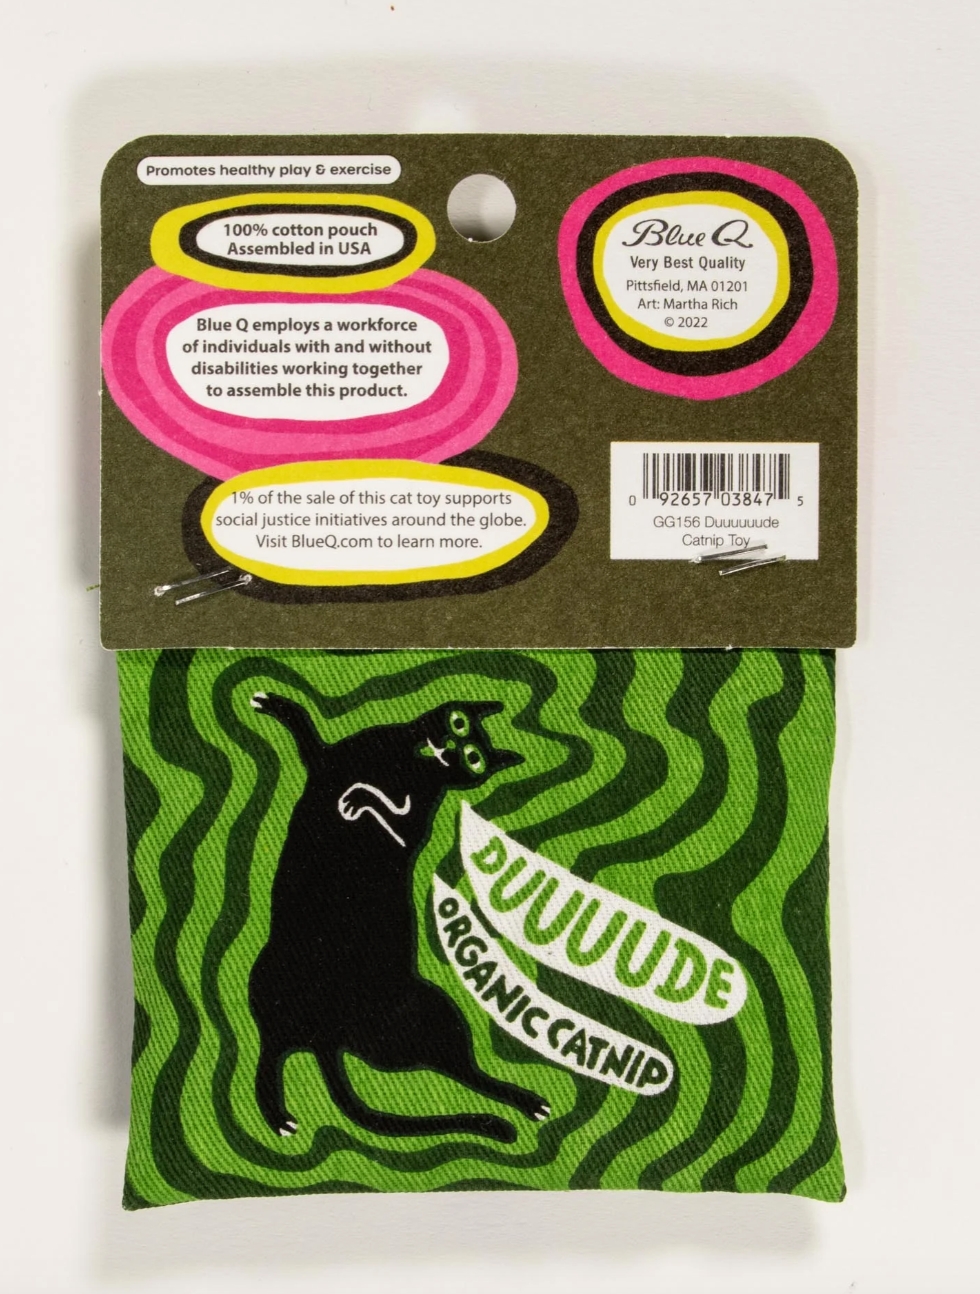 Promotes healthy play & exercise
100% cotton pouch
Assembled in USA
Blue Q employs a workforce
of individuals with and without
disabilities working together
to assemble this product.
1% of the sale of this cat toy supports
social justice initiatives around the globe.
Visit BlueQ.com to learn more.
Blue Q
Very Best Quality
Pittsfield, MA 01201
Art: Martha Rich
© 2022
0 92657 03847 5
GG156 Duuuuuude
Catnip Toy
DUUUUDE
ORGANIC CATNIP